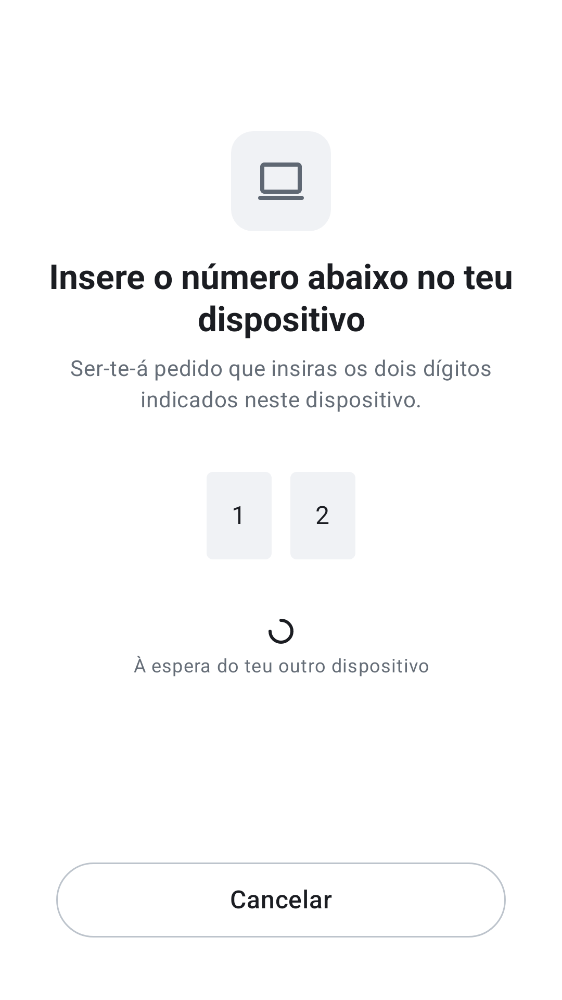 Insere o número abaixo no teu
dispositivo
Ser-te-á pedido que insiras os dois dígitos
indicados neste dispositivo.
1 2
À espera do teu outro dispositivo
Cancelar